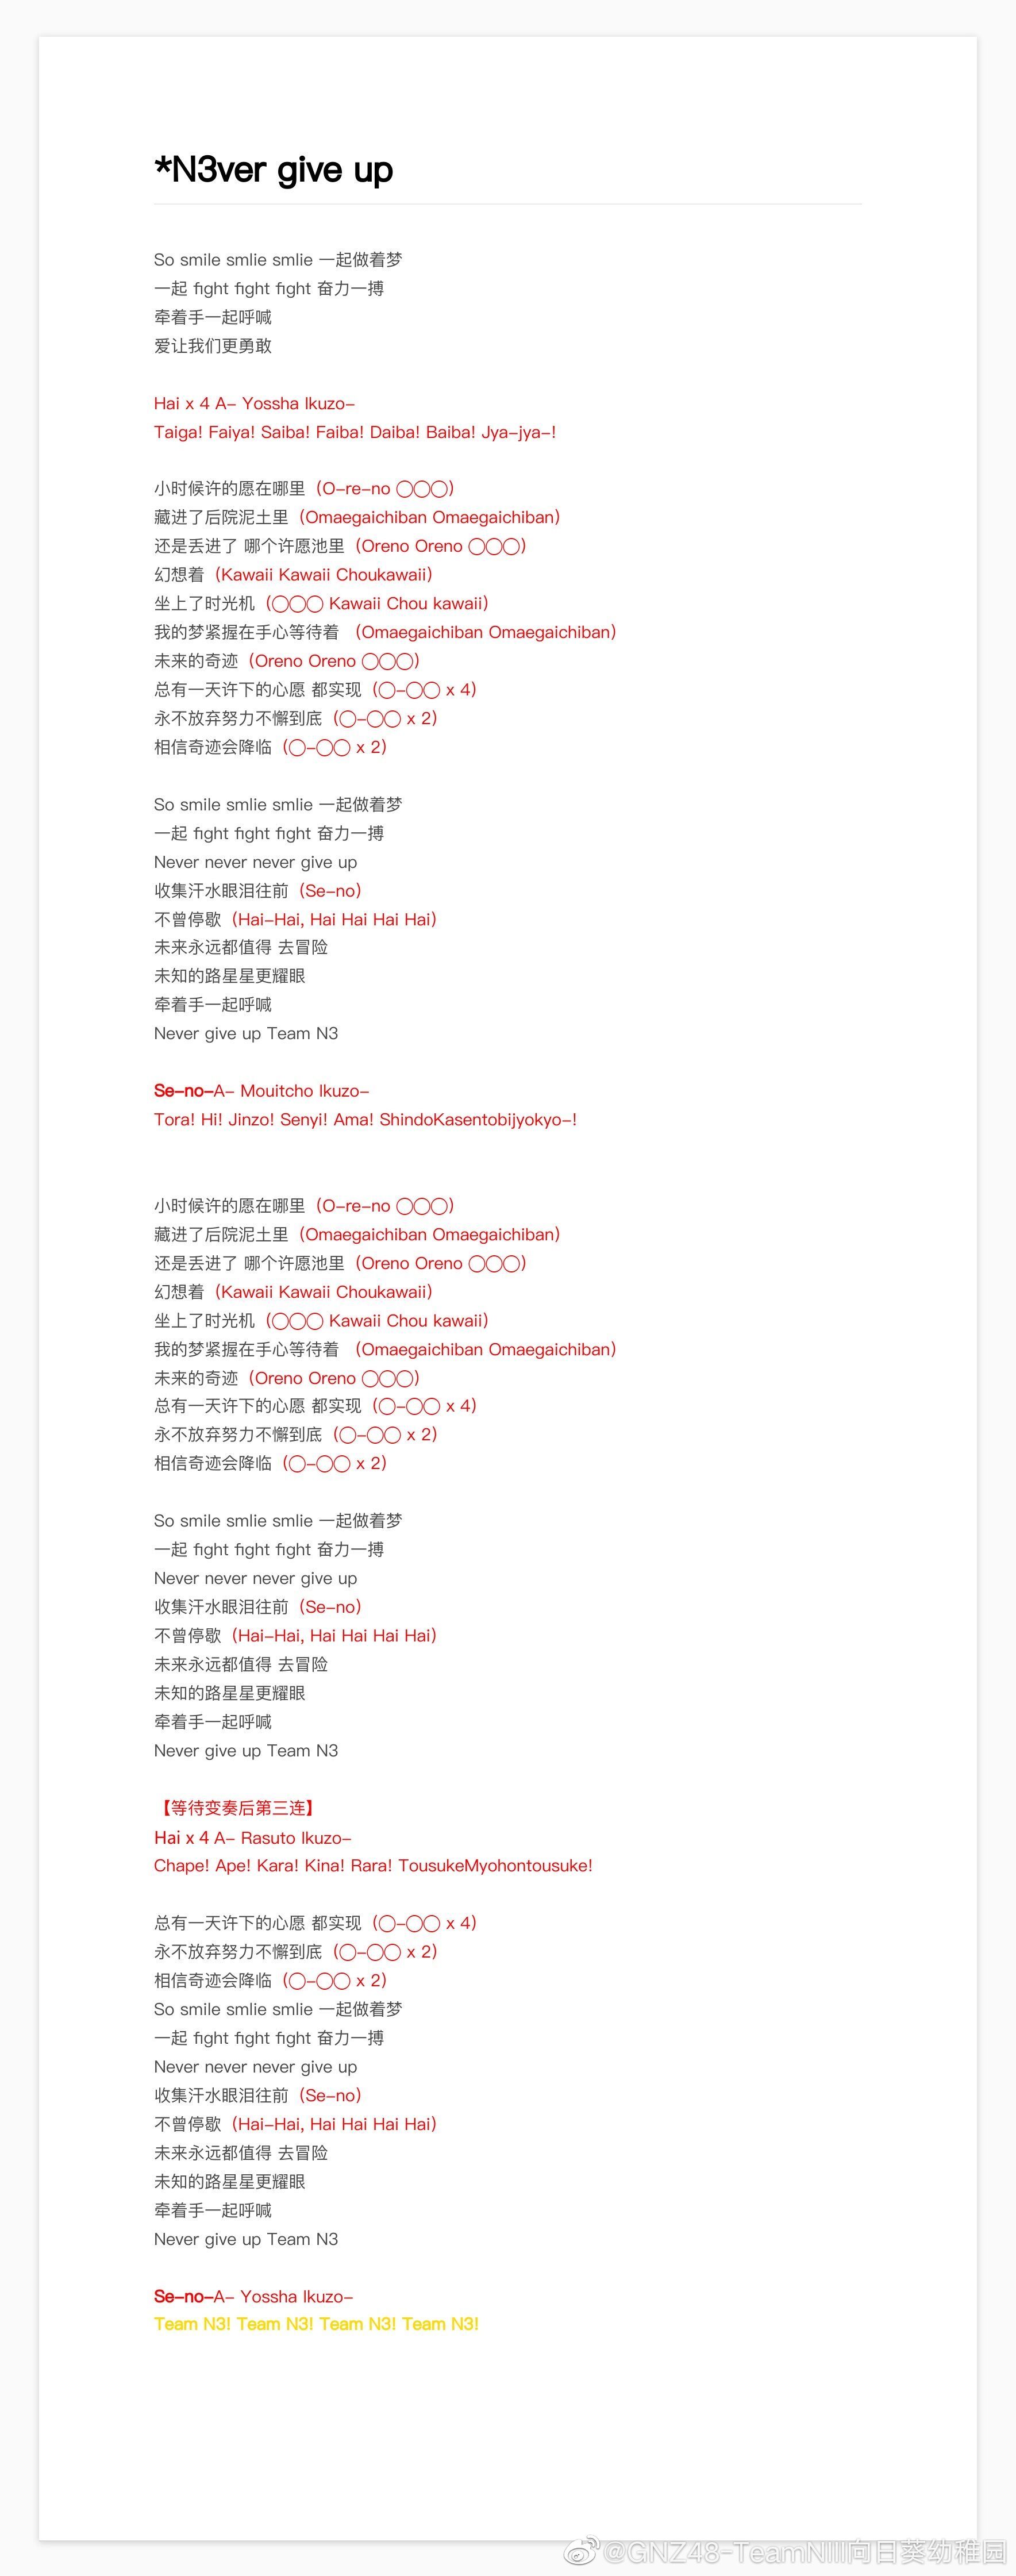 *N3ver give up
So smile smlie smlie 一起做着梦
一起 fight fight fight 奋力一搏
牵着手一起呼喊
爱让我们更勇敢
Hai x 4 A- Yossha Ikuzo-
Taiga! Faiya! Saiba! Faiba! Daiba! Baiba! Jya-jya-!
小时候许的愿在哪里（O-re-no ◯◯◯）
藏进了后院泥土里（Omaegaichiban Omaegaichiban）
还是丢进了 哪个许愿池里（Oreno Oreno ◯◯◯）
幻想着（Kawaii Kawaii Choukawaii）
坐上了时光机（◯◯◯ Kawaii Chou kawaii）
我的梦紧握在手心等待着 （Omaegaichiban Omaegaichiban）
未来的奇迹（Oreno Oreno ◯◯◯）
总有一天许下的心愿 都实现（◯-◯◯ x 4）
永不放弃努力不懈到底（◯-◯◯ x 2）
相信奇迹会降临（◯-◯◯ x 2）
So smile smlie smlie 一起做着梦
一起 fight fight fight 奋力一搏
Never never never give up
收集汗水眼泪往前（Se-no）
不曾停歇（Hai-Hai, Hai Hai Hai Hai）
未来永远都值得 去冒险
未知的路星星更耀眼
牵着手一起呼喊
Never give up Team N3
Se-no-A- Mouitcho Ikuzo-
Tora! Hi! Jinzo! Senyi! Ama! ShindoKasentobijyokyo-!
小时候许的愿在哪里（O-re-no ◯◯◯）
藏进了后院泥土里（Omaegaichiban Omaegaichiban）
还是丢进了 哪个许愿池里（Oreno Oreno ◯◯◯）
幻想着（Kawaii Kawaii Choukawaii）
坐上了时光机（◯◯◯ Kawaii Chou kawaii）
我的梦紧握在手心等待着 （Omaegaichiban Omaegaichiban）
未来的奇迹（Oreno Oreno ◯◯◯）
总有一天许下的心愿 都实现（◯-◯◯ x 4）
永不放弃努力不懈到底（◯-◯◯ x 2）
相信奇迹会降临（◯-◯◯ x 2）
So smile smlie smlie 一起做着梦
一起 fight fight fight 奋力一搏
Never never never give up
收集汗水眼泪往前（Se-no）
不曾停歇（Hai-Hai, Hai Hai Hai Hai）
未来永远都值得 去冒险
未知的路星星更耀眼
牵着手一起呼喊
Never give up Team N3
【等待变奏后第三连】
Hai x 4 A- Rasuto Ikuzo-
Chape! Ape! Kara! Kina! Rara! TousukeMyohontousuke!
总有一天许下的心愿 都实现（◯-◯◯ x 4）
永不放弃努力不懈到底（◯-◯◯ x 2）
相信奇迹会降临（◯-◯◯ x 2）
So smile smlie smlie 一起做着梦
一起 fight fight fight 奋力一搏
Never never never give up
收集汗水眼泪往前（Se-no）
不曾停歇（Hai-Hai, Hai Hai Hai Hai）
未来永远都值得 去冒险
未知的路星星更耀眼
牵着手一起呼喊
Never give up Team N3
Se-no-A- Yossha Ikuzo-
Team N3! Team N3! Team N3! Team N3!
@GNZ48-TeamNIII向日葵幼稚园